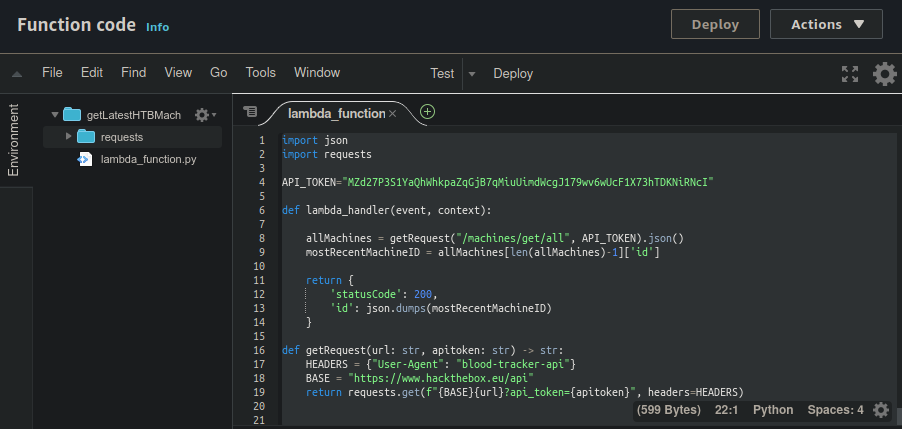 Function code Info
Deploy
Actions
File Edit Find View Go Tools Window Test Deploy
Environment
getLatestHTBMach
requests
lambda_function.py
lambda_function
1 import json
2 import requests
3
4 API_TOKEN="MZd27P3S1YaQhWhkpaZqGjB7qMiuUimdWcgJ179wv6wUcF1X73hTDKNiRNcI"
5
6 def lambda_handler(event, context):
7
8 allMachines = getRequest("/machines/get/all", API_TOKEN).json()
9 mostRecentMachineID = allMachines[len(allMachines)-1]['id']
10
11 return {
12 'statusCode': 200,
13 'id': json.dumps(mostRecentMachineID)
14 }
15
16 def getRequest(url: str, apitoken: str) -> str:
17 HEADERS = {"User-Agent": "blood-tracker-api"}
18 BASE = "https://www.hackthebox.eu/api"
19 return requests.get(f"{BASE}{url}?api_token={apitoken}", headers=HEADERS)
20
21
(599 Bytes) 22:1 Python Spaces: 4